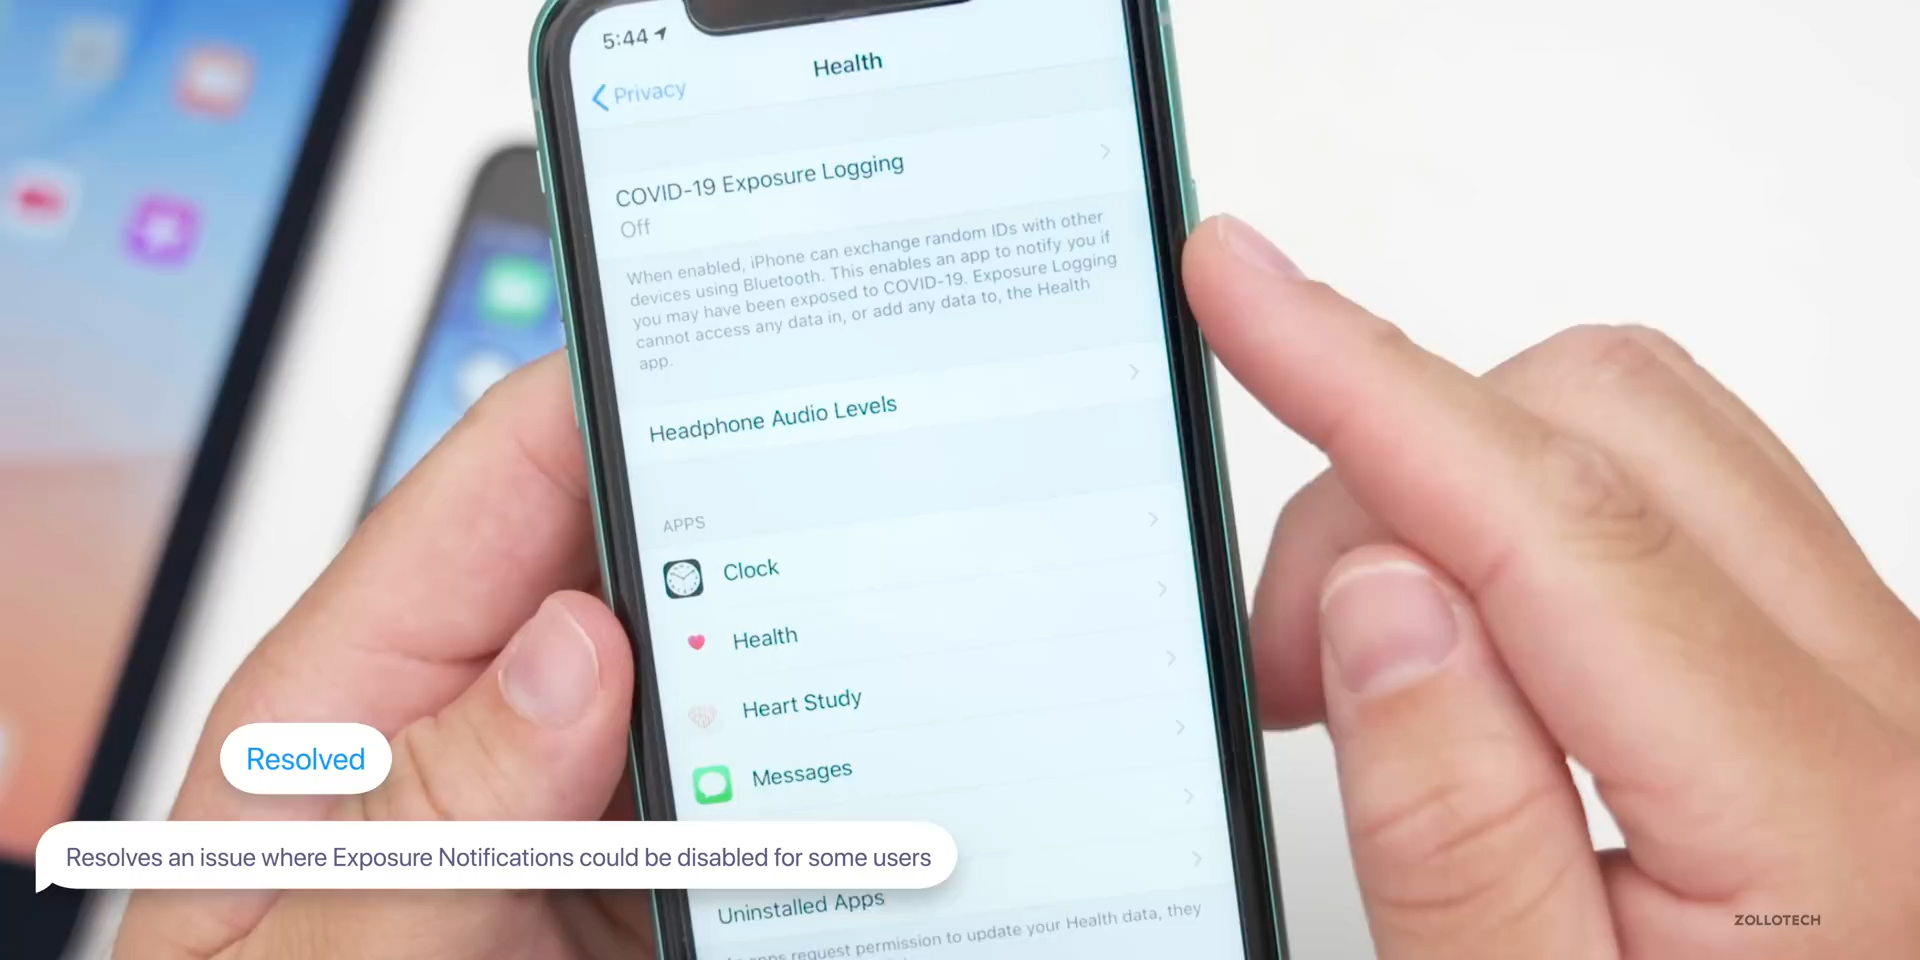 5:44
Privacy
Health
COVID-19 Exposure Logging
Off
When enabled, iPhone can exchange random IDs with other
devices using Bluetooth. This enables an app to notify you if
you may have been exposed to COVID-19. Exposure Logging
cannot access any data in, or add any data to, the Health
app.
Headphone Audio Levels
APPS
Clock
Health
Heart Study
Messages
Resolved
Resolves an issue where Exposure Notifications could be disabled for some users
Uninstalled Apps
apps request permission to update your Health data, they
ZOLLOTECH